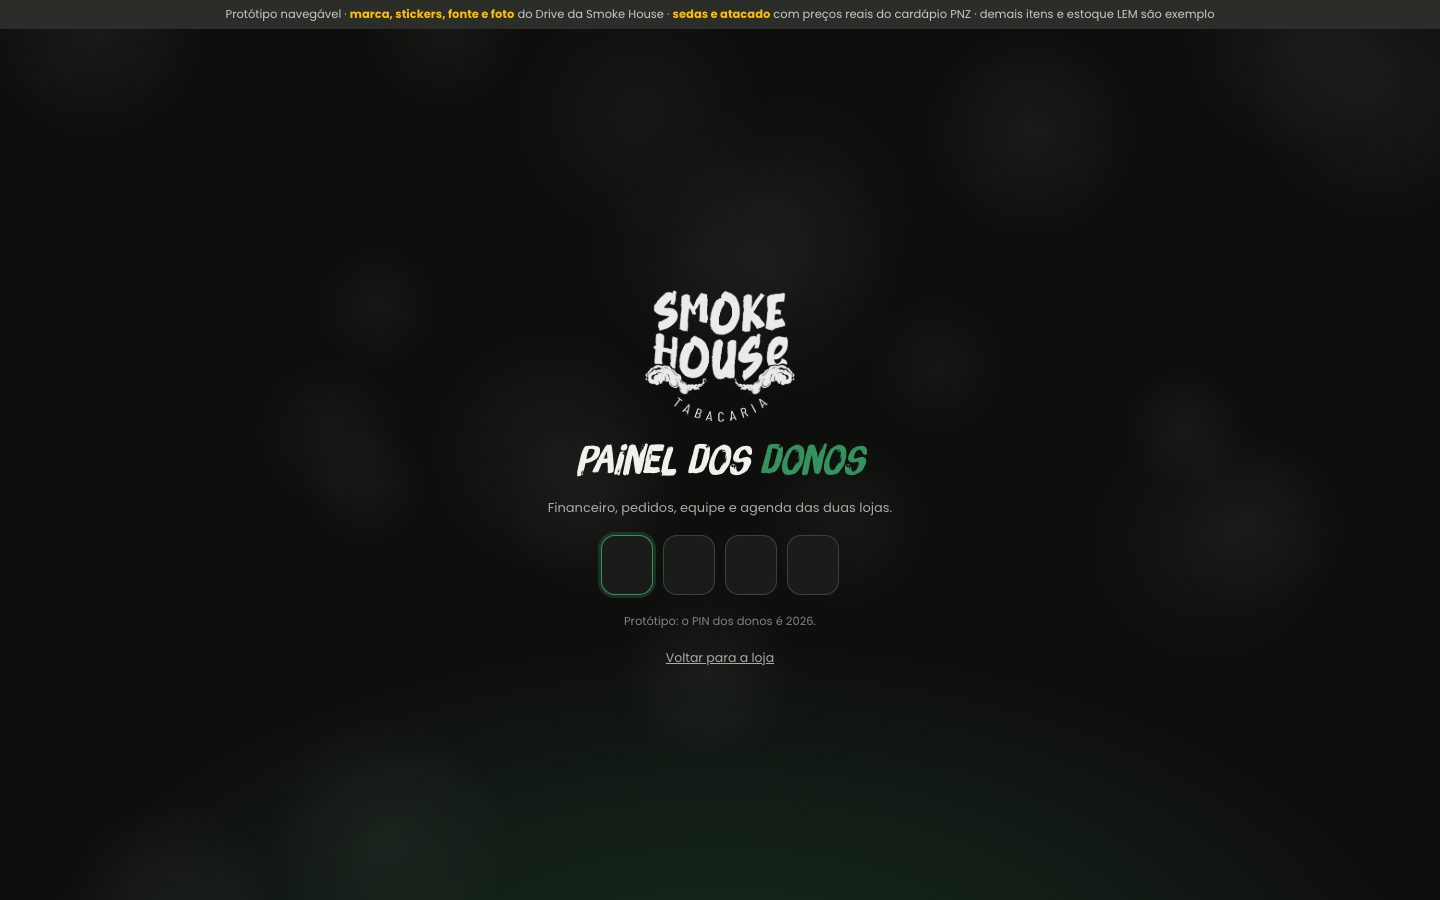 Protótipo navegável · marca, stickers, fonte e foto do Drive da Smoke House · sedas e atacado com preços reais do cardápio PNZ · demais itens e estoque LEM são exemplo
SMOKE
HOUSe
TABACARIA
PAiNEL DOS DONOS
Financeiro, pedidos, equipe e agenda das duas lojas.
Protótipo: o PIN dos donos é 2026.
Voltar para a loja